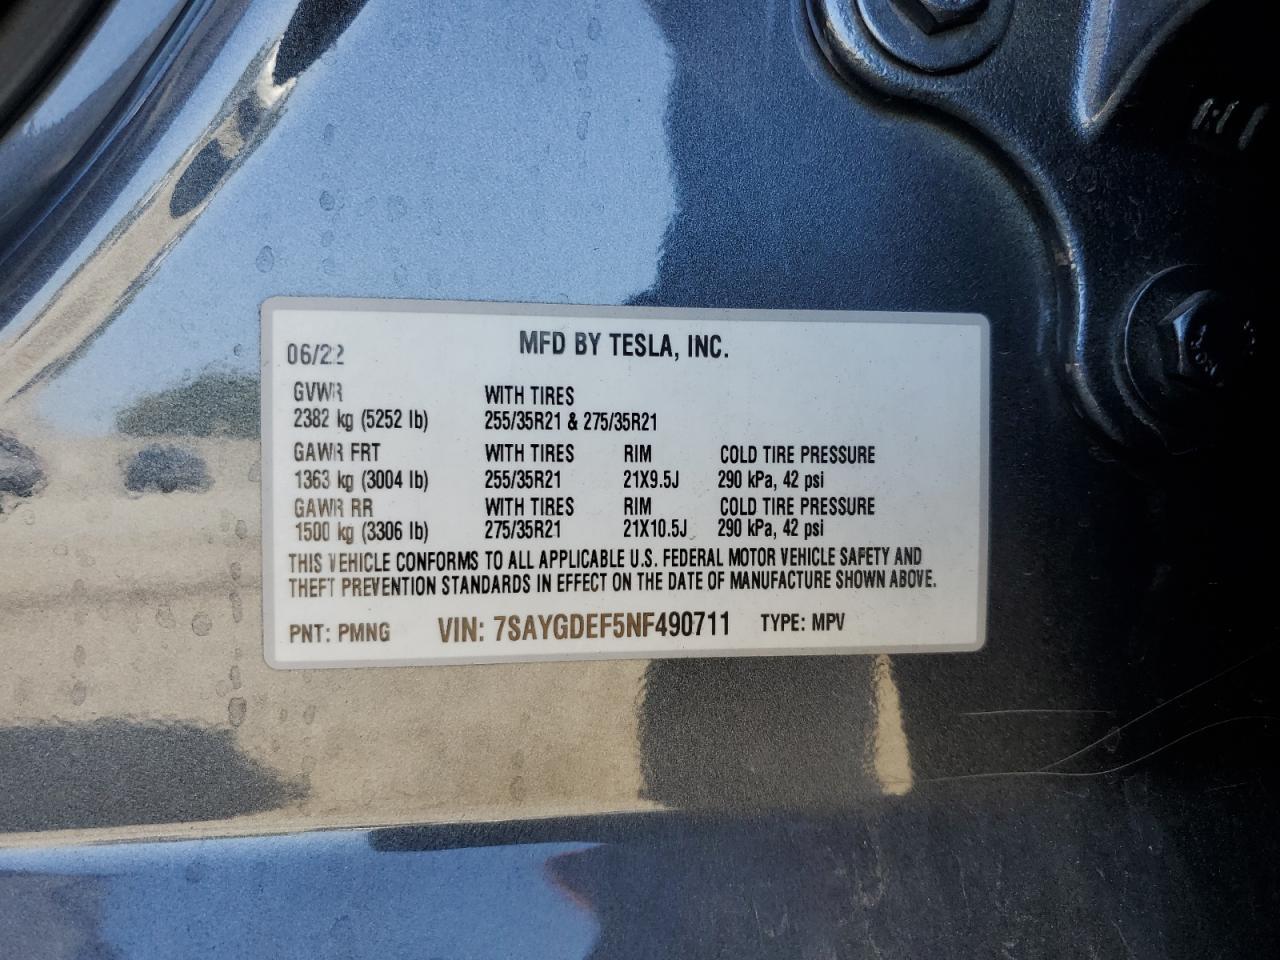 MFD BY TESLA, INC.
06/22
GVWR WITH TIRES
2382 kg (5252 lb) 255/35R21 & 275/35R21
GAWR FRT WITH TIRES RIM COLD TIRE PRESSURE
1363 kg (3004 lb) 255/35R21 21X9.5J 290 kPa, 42 psi
GAWR RR WITH TIRES RIM COLD TIRE PRESSURE
1500 kg (3306 lb) 275/35R21 21X10.5J 290 kPa, 42 psi
THIS VEHICLE CONFORMS TO ALL APPLICABLE U.S. FEDERAL MOTOR VEHICLE SAFETY AND
THEFT PREVENTION STANDARDS IN EFFECT ON THE DATE OF MANUFACTURE SHOWN ABOVE.
PNT: PMNG VIN: 7SAYGDEF5NF490711 TYPE: MPV